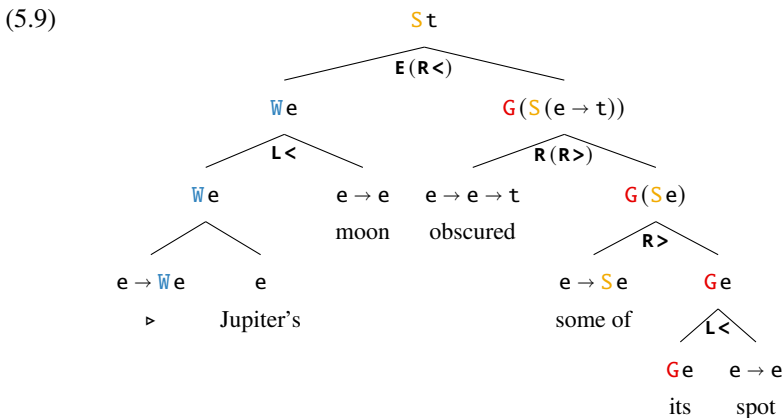 (5.9)
S t
E (R <)
W e G (S (e → t))
L < R (R >)
W e e → e e → e → t G (S e)
moon obscured R >
e → W e e e → S e G e
▹ Jupiter's some of L <
G e e → e
its spot